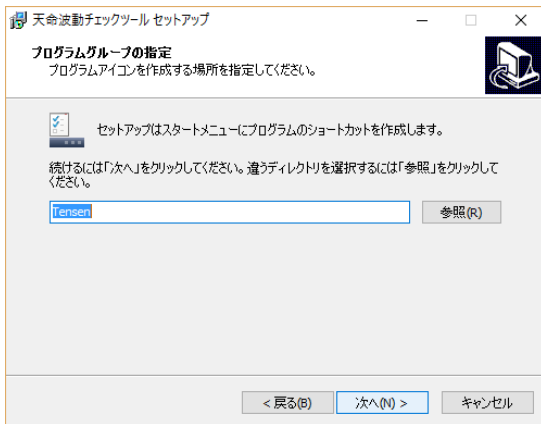 天命波動チェックツール セットアップ
プログラムグループの指定
プログラムアイコンを作成する場所を指定してください。
セットアップはスタートメニューにプログラムのショートカットを作成します。
続けるには「次へ」をクリックしてください。違うディレクトリを選択するには「参照」をクリックして
ください。
Tensen
参照(R)
< 戻る(B)
次へ(N) >
キャンセル